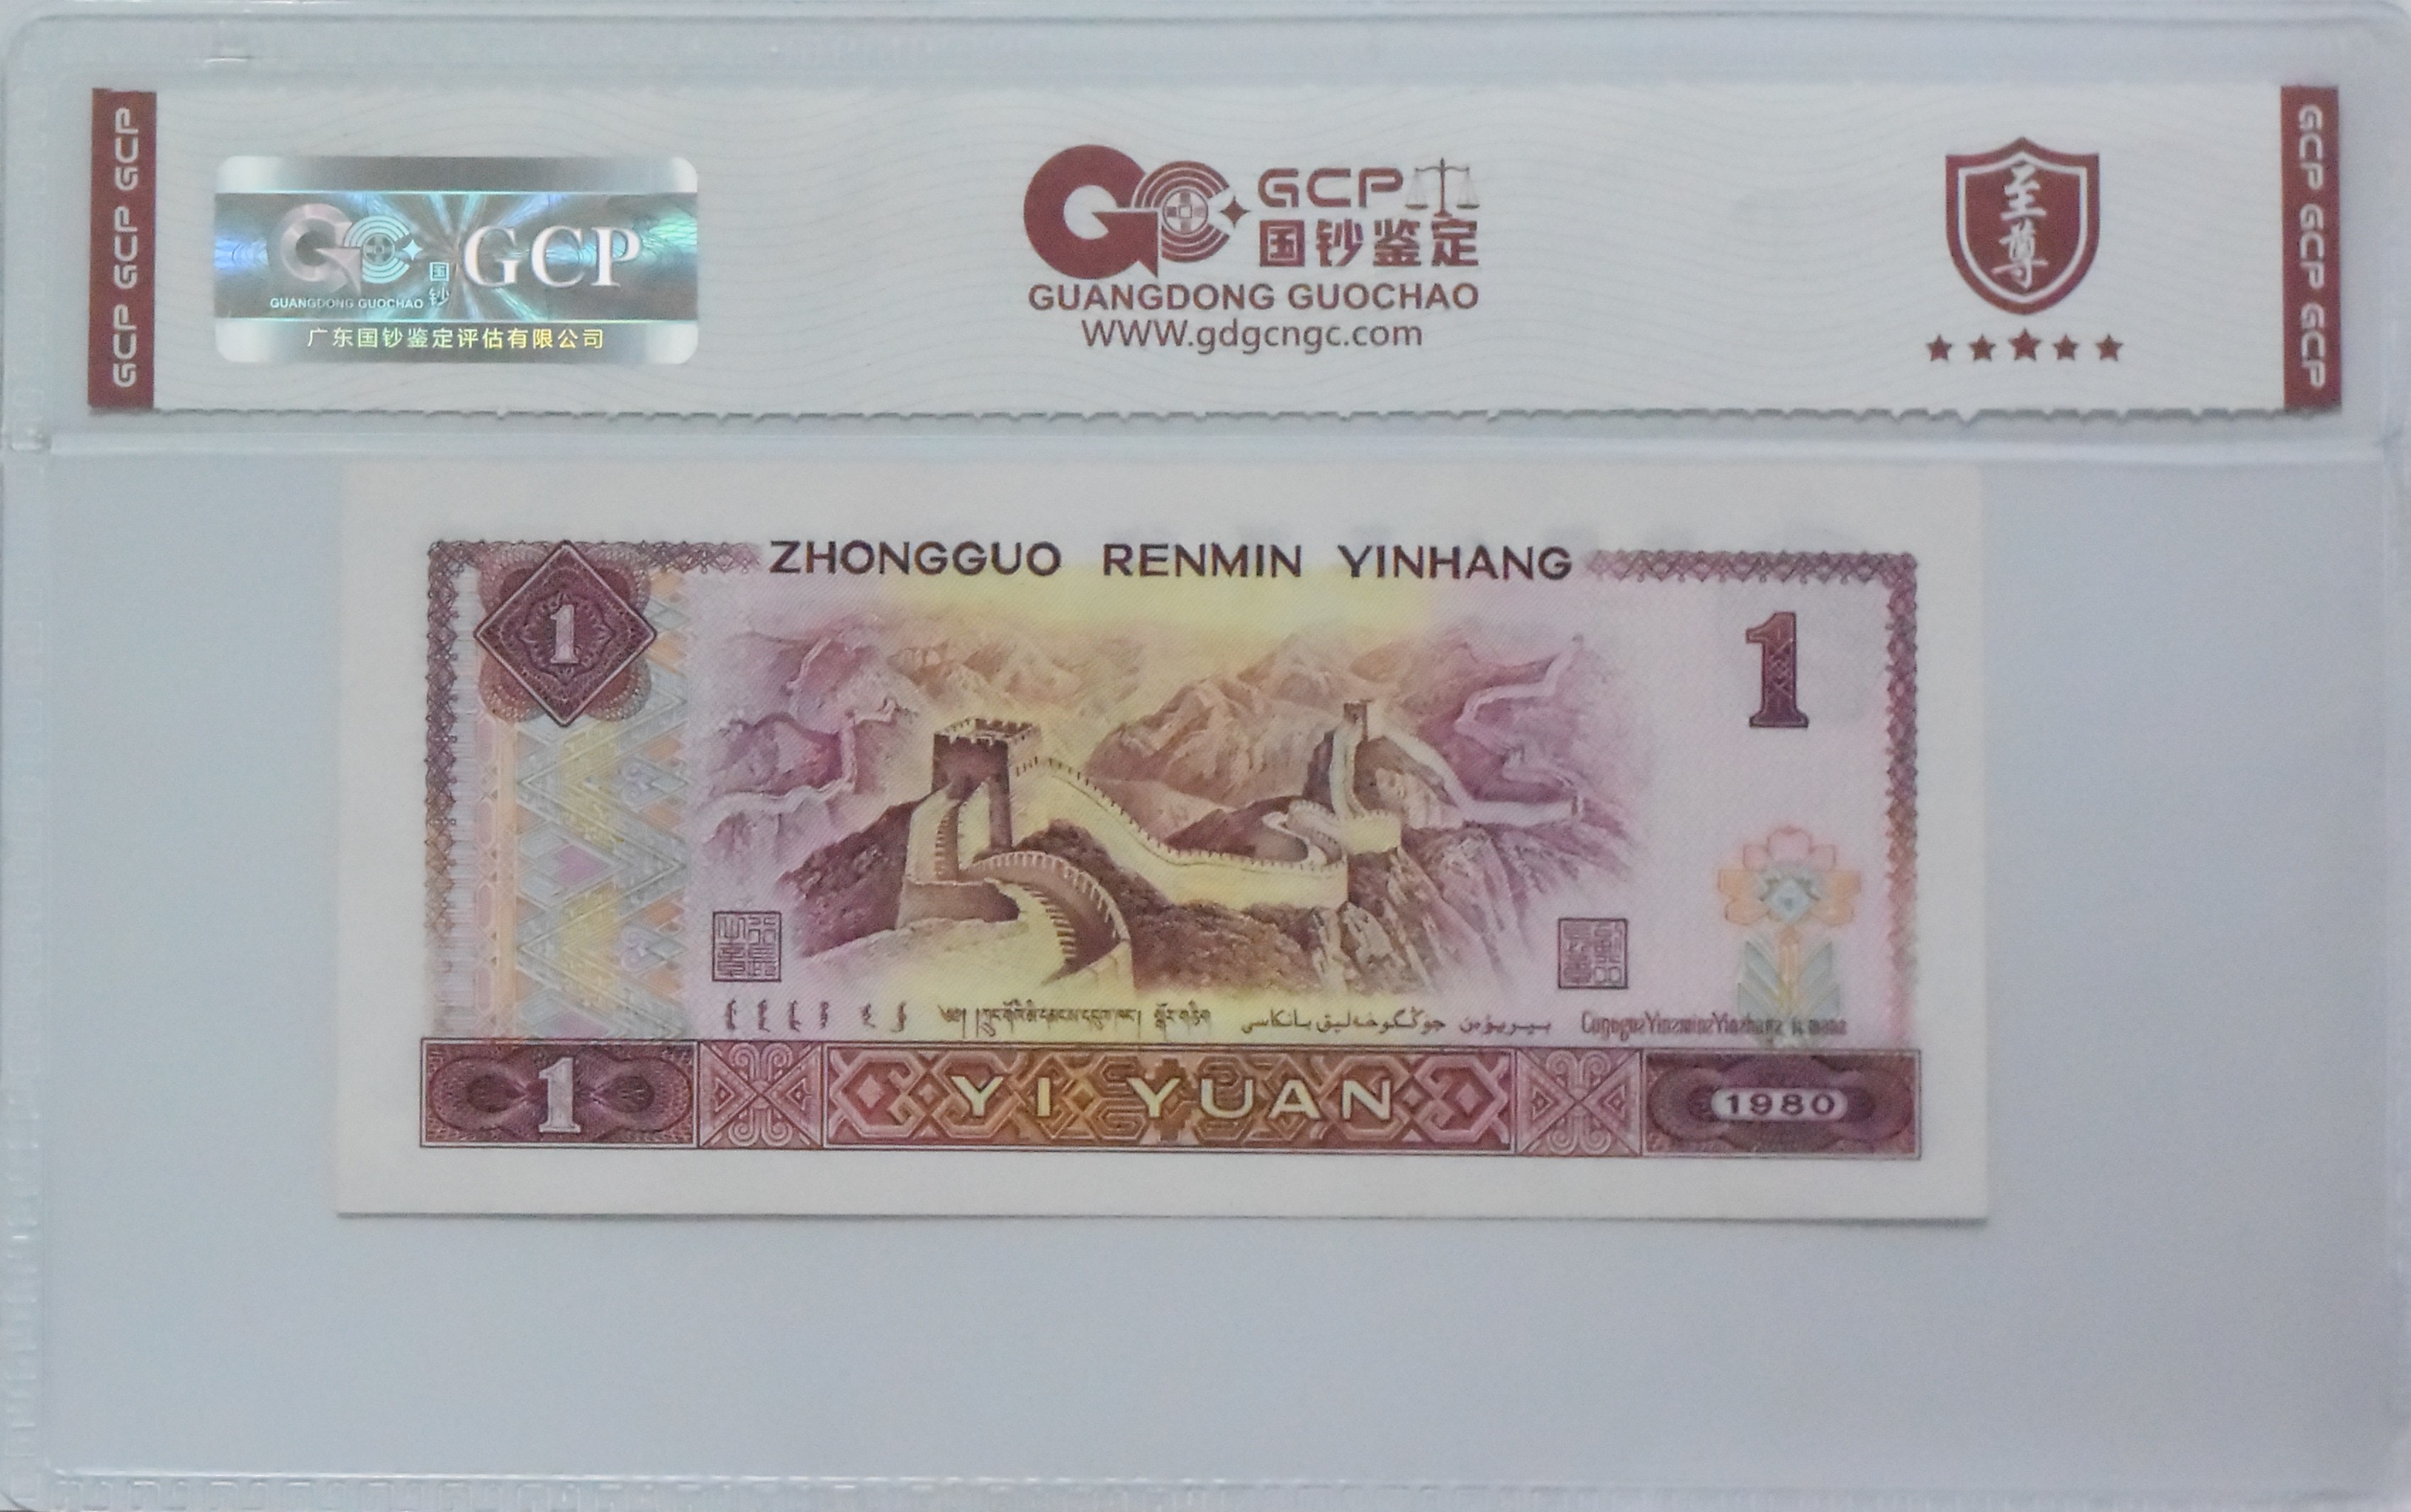 GCP GCP GCP
GUANGDONG GUOCHAO
国钞
GCP
广东国钞鉴定评估有限公司
GCP
国钞鉴定
GUANGDONG GUOCHAO
WWW.gdgcngc.com
至尊
GCP GCP GCP
ZHONGGUO RENMIN YINHANG
1
1
1
YI YUAN
1980